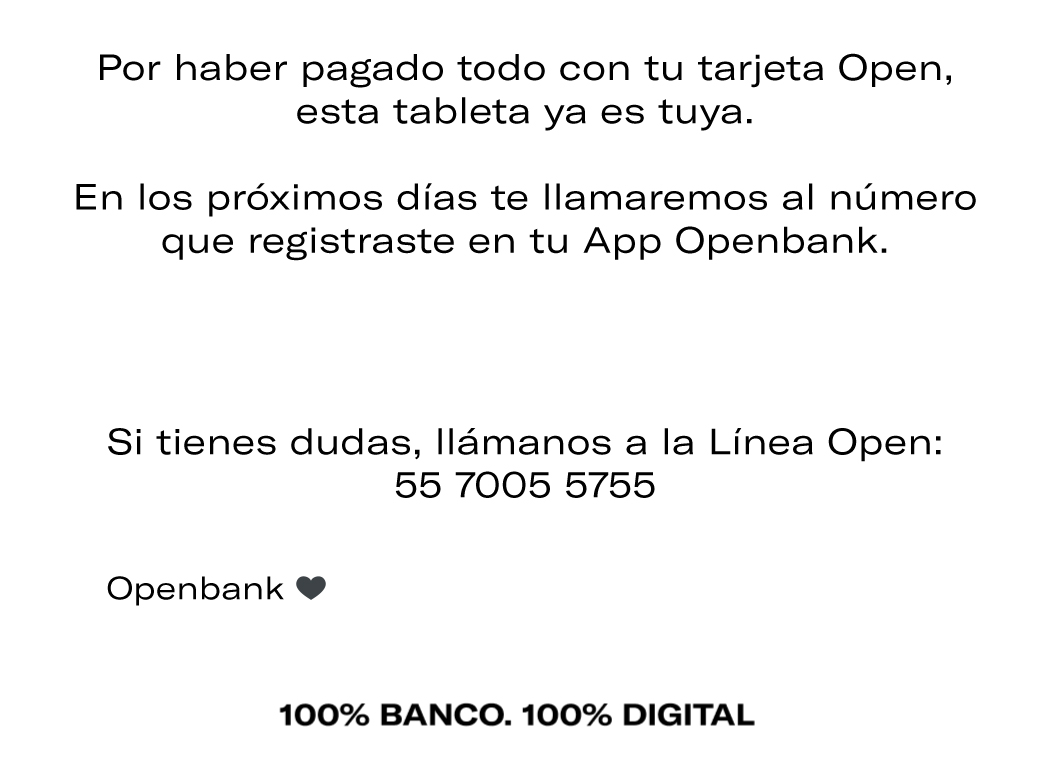 Por haber pagado todo con tu tarjeta Open,
esta tableta ya es tuya.
En los próximos días te llamaremos al número
que registraste en tu App Openbank.
Si tienes dudas, llámanos a la Línea Open:
55 7005 5755
Openbank 🖤
100% BANCO. 100% DIGITAL